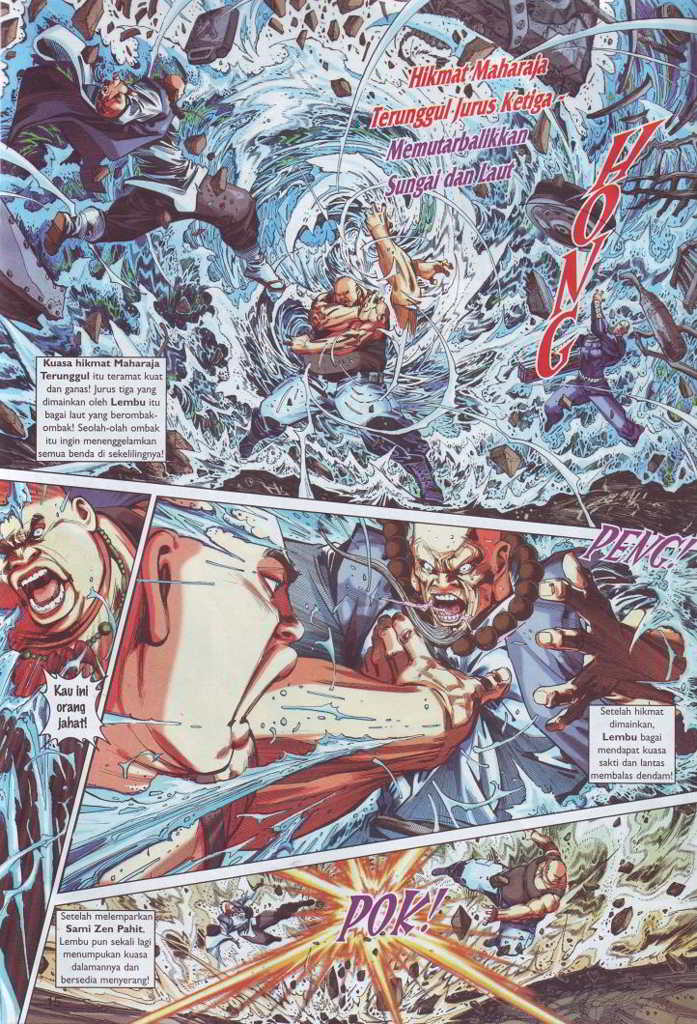 Hikmat Maharaja
Terunggul Jurus Ketiga -
Memutarbalikkan
Sungai dan Laut
HONG
Kuasa hikmat Maharaja
Terunggul itu teramat kuat
dan ganas! Jurus tiga yang
dimainkan oleh Lembu itu
bagai laut yang berombak-
ombak! Seolah-olah ombak
itu ingin menenggelamkan
semua benda di sekelilingnya!
PENG!
Kau ini
orang
jahat!
Setelah hikmat
dimainkan,
Lembu bagai
mendapat kuasa
sakti dan lantas
membalas dendam!
Setelah melemparkan
Sami Zen Pahit,
Lembu pun sekali lagi
menumpukan kuasa
dalamannya dan
bersedia menyerang!
POK!